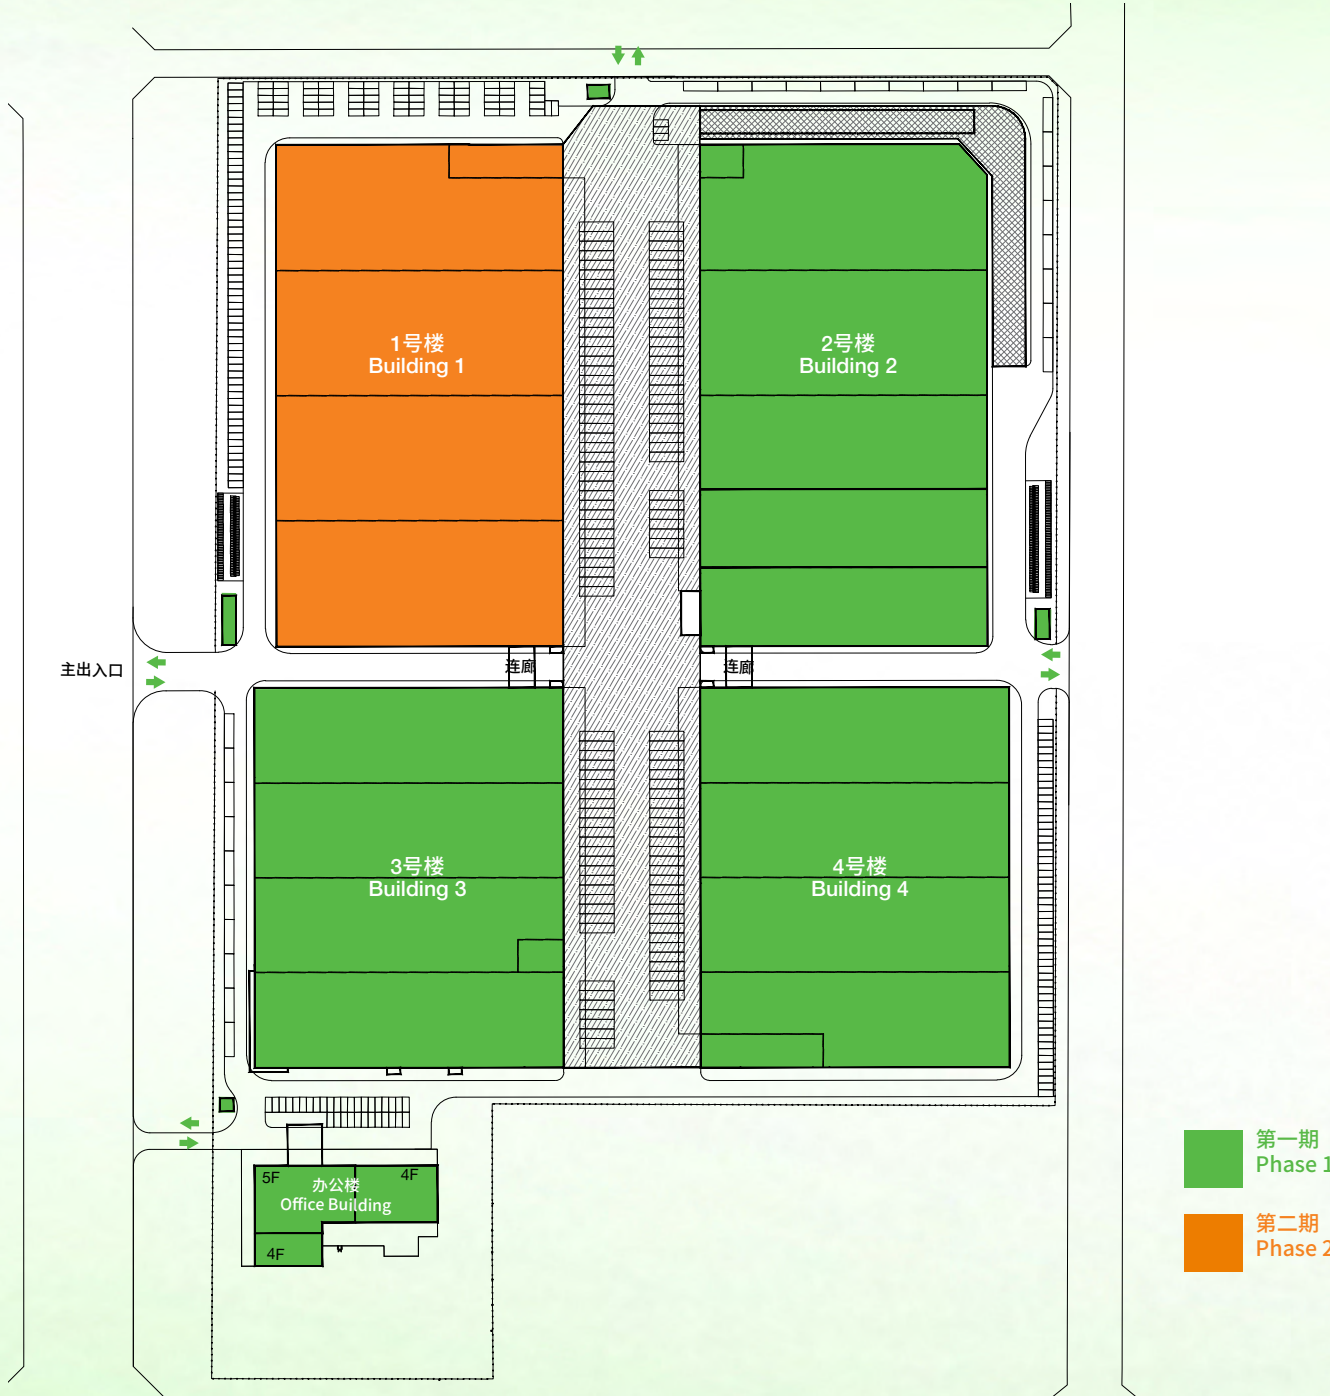 1号楼
Building 1
2号楼
Building 2
主出入口
连廊
连廊
3号楼
Building 3
4号楼
Building 4
5F
4F
办公楼
Office Building
4F
第一期
Phase 1
第二期
Phase 2